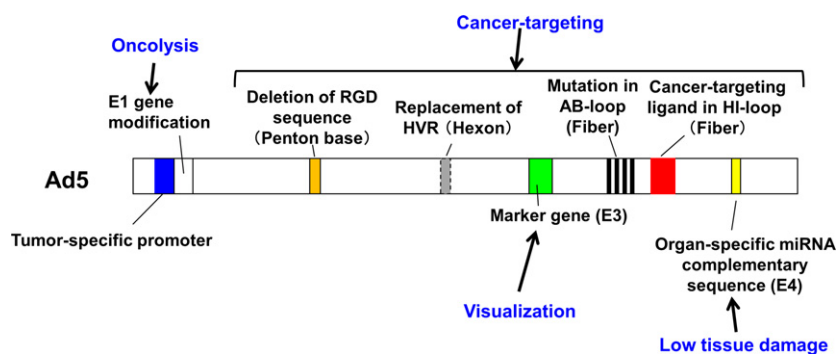 Cancer-targeting
Oncolysis
E1 gene
modification
Deletion of RGD
sequence
（Penton base）
Replacement of
HVR (Hexon）
Mutation in
AB-loop
(Fiber)
Cancer-targeting
ligand in HI-loop
（Fiber）
Ad5
Tumor-specific promoter
Marker gene (E3)
Organ-specific miRNA
complementary
sequence (E4)
Visualization
Low tissue damage